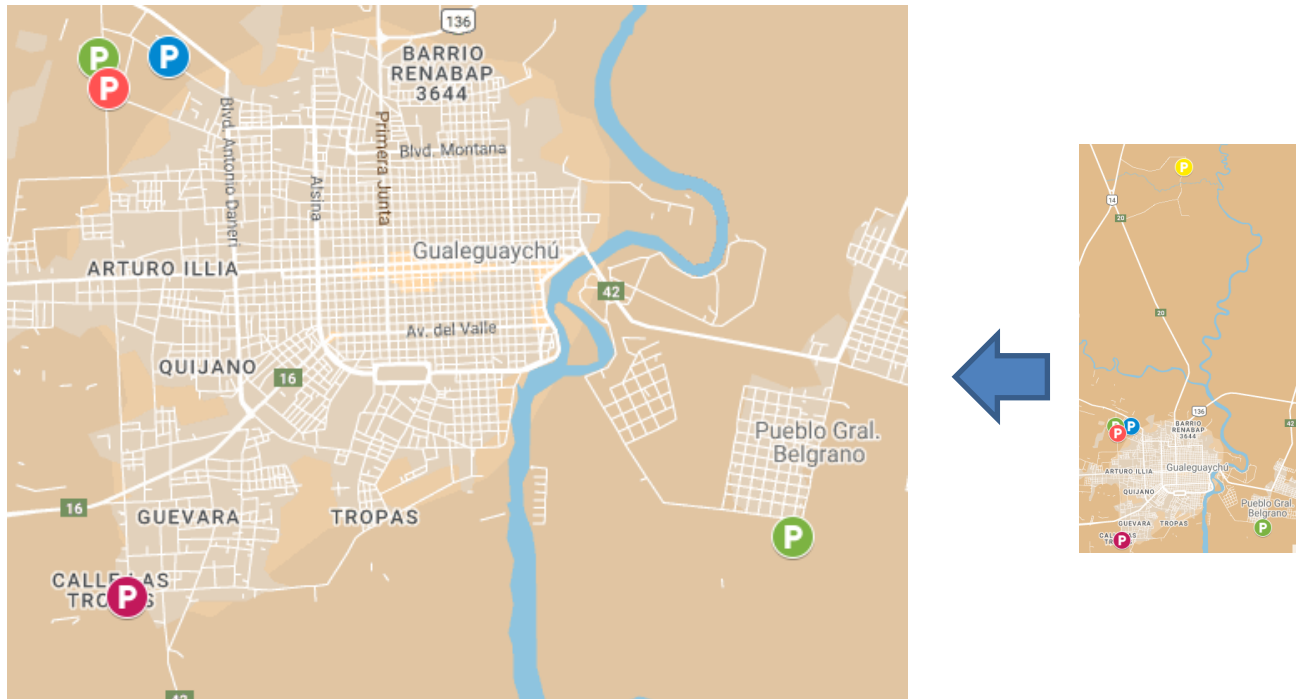 136
P
P
P
BARRIO
RENABAP
3644
Blvd. Antonio Daneri
Primera Junta
Blvd. Montana
Alsina
Gualeguaychú
ARTURO ILLIA
42
Av. del Valle
QUIJANO
16
Pueblo Gral.
Belgrano
16
GUEVARA
TROPAS
P
CALLE LAS
P
42
P
14
20
20
136
P
P
P
BARRIO
RENABAP
3644
42
ARTURO ILLIA
Gualeguaychú
QUIJANO
Pueblo Gral
Belgrano
GUEVARA
TROPAS
P
P